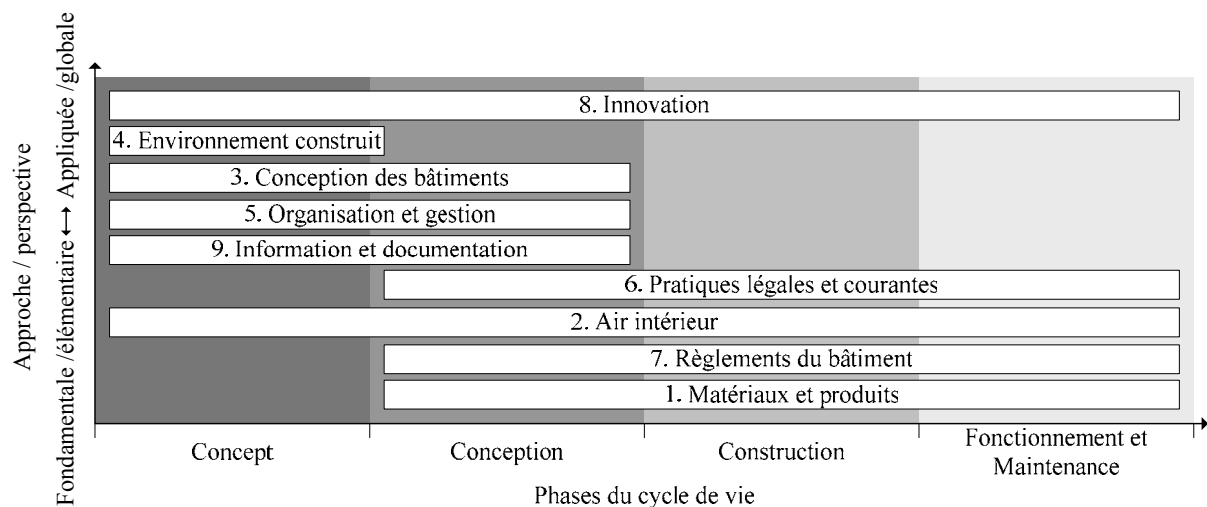 Approche / perspective
Fondamentale /élémentaire ⟷ Appliquée /globale
8. Innovation
4. Environnement construit
3. Conception des bâtiments
5. Organisation et gestion
9. Information et documentation
6. Pratiques légales et courantes
2. Air intérieur
7. Règlements du bâtiment
1. Matériaux et produits
Concept
Conception
Construction
Fonctionnement et
Maintenance
Phases du cycle de vie